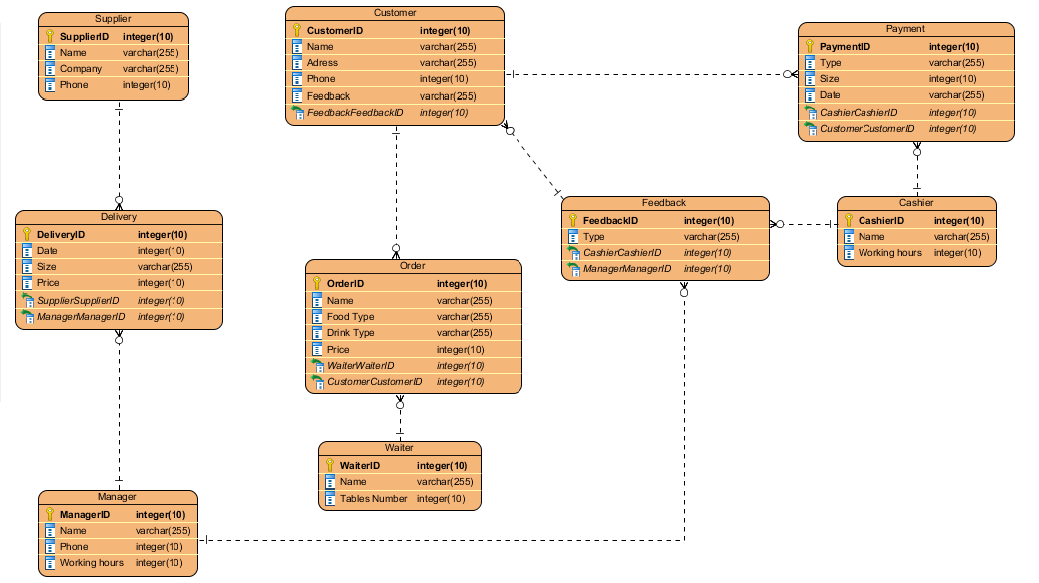 Supplier
SupplierID integer(10)
Name varchar(255)
Company varchar(255)
Phone integer(10)
Customer
CustomerID integer(10)
Name varchar(255)
Adress varchar(255)
Phone integer(10)
Feedback varchar(255)
FeedbackFeedbackID integer(10)
Payment
PaymentID integer(10)
Type varchar(255)
Size integer(10)
Date varchar(255)
CashierCashierID integer(10)
CustomerCustomerID integer(10)
Delivery
DeliveryID integer(10)
Date integer(10)
Size varchar(255)
Price integer(10)
SupplierSupplierID integer(10)
ManagerManagerID integer(10)
Feedback
FeedbackID integer(10)
Type varchar(255)
CashierCashierID integer(10)
ManagerManagerID integer(10)
Cashier
CashierID integer(10)
Name varchar(255)
Working hours integer(10)
Order
OrderID integer(10)
Name varchar(255)
Food Type varchar(255)
Drink Type varchar(255)
Price integer(10)
WaiterWaiterID integer(10)
CustomerCustomerID integer(10)
Waiter
WaiterID integer(10)
Name varchar(255)
Tables Number integer(10)
Manager
ManagerID integer(10)
Name varchar(255)
Phone integer(10)
Working hours integer(10)